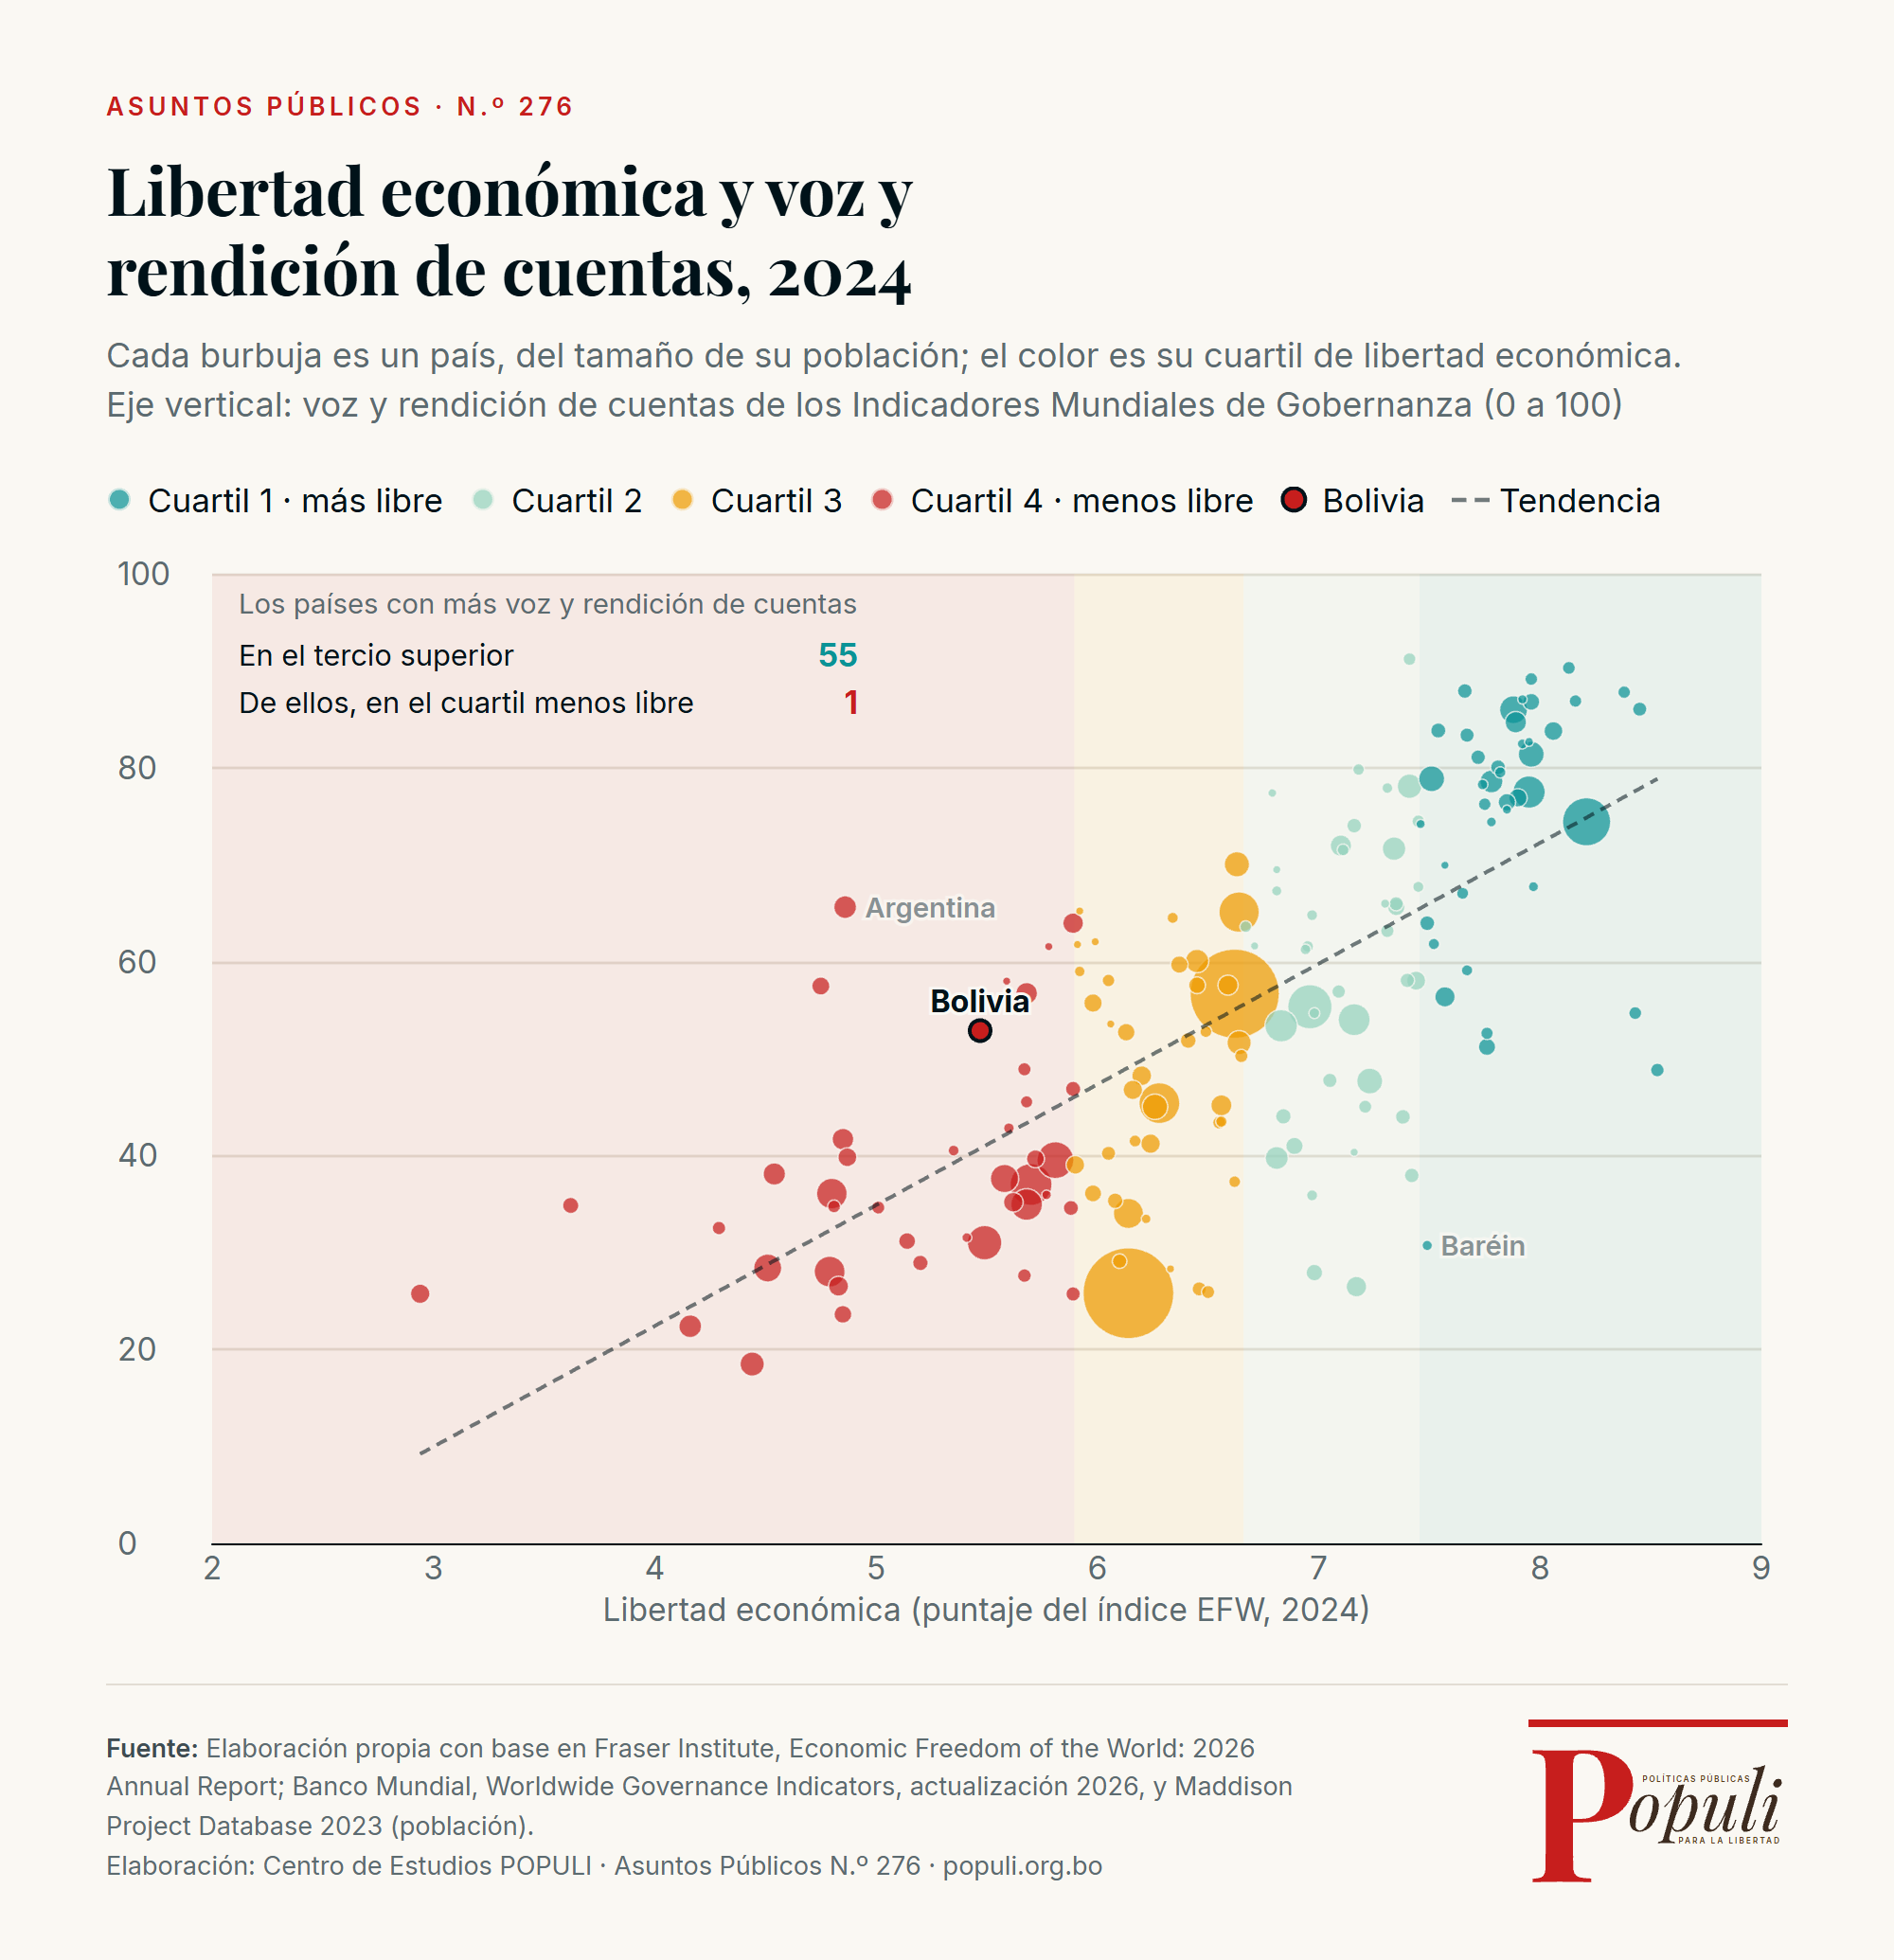 ASUNTOS PÚBLICOS · N.º 276
Libertad económica y voz y
rendición de cuentas, 2024
Cada burbuja es un país, del tamaño de su población; el color es su cuartil de libertad económica.
Eje vertical: voz y rendición de cuentas de los Indicadores Mundiales de Gobernanza (0 a 100)
Cuartil 1 · más libre Cuartil 2 Cuartil 3 Cuartil 4 · menos libre Bolivia Tendencia
100
Los países con más voz y rendición de cuentas
En el tercio superior 55
De ellos, en el cuartil menos libre 1
80
Argentina
60
Bolivia
40
Baréin
20
0
2 3 4 5 6 7 8 9
Libertad económica (puntaje del índice EFW, 2024)
Fuente: Elaboración propia con base en Fraser Institute, Economic Freedom of the World: 2026
Annual Report; Banco Mundial, Worldwide Governance Indicators, actualización 2026, y Maddison
Project Database 2023 (población).
Elaboración: Centro de Estudios POPULI · Asuntos Públicos N.º 276 · populi.org.bo
POLÍTICAS PÚBLICAS
Populi
PARA LA LIBERTAD